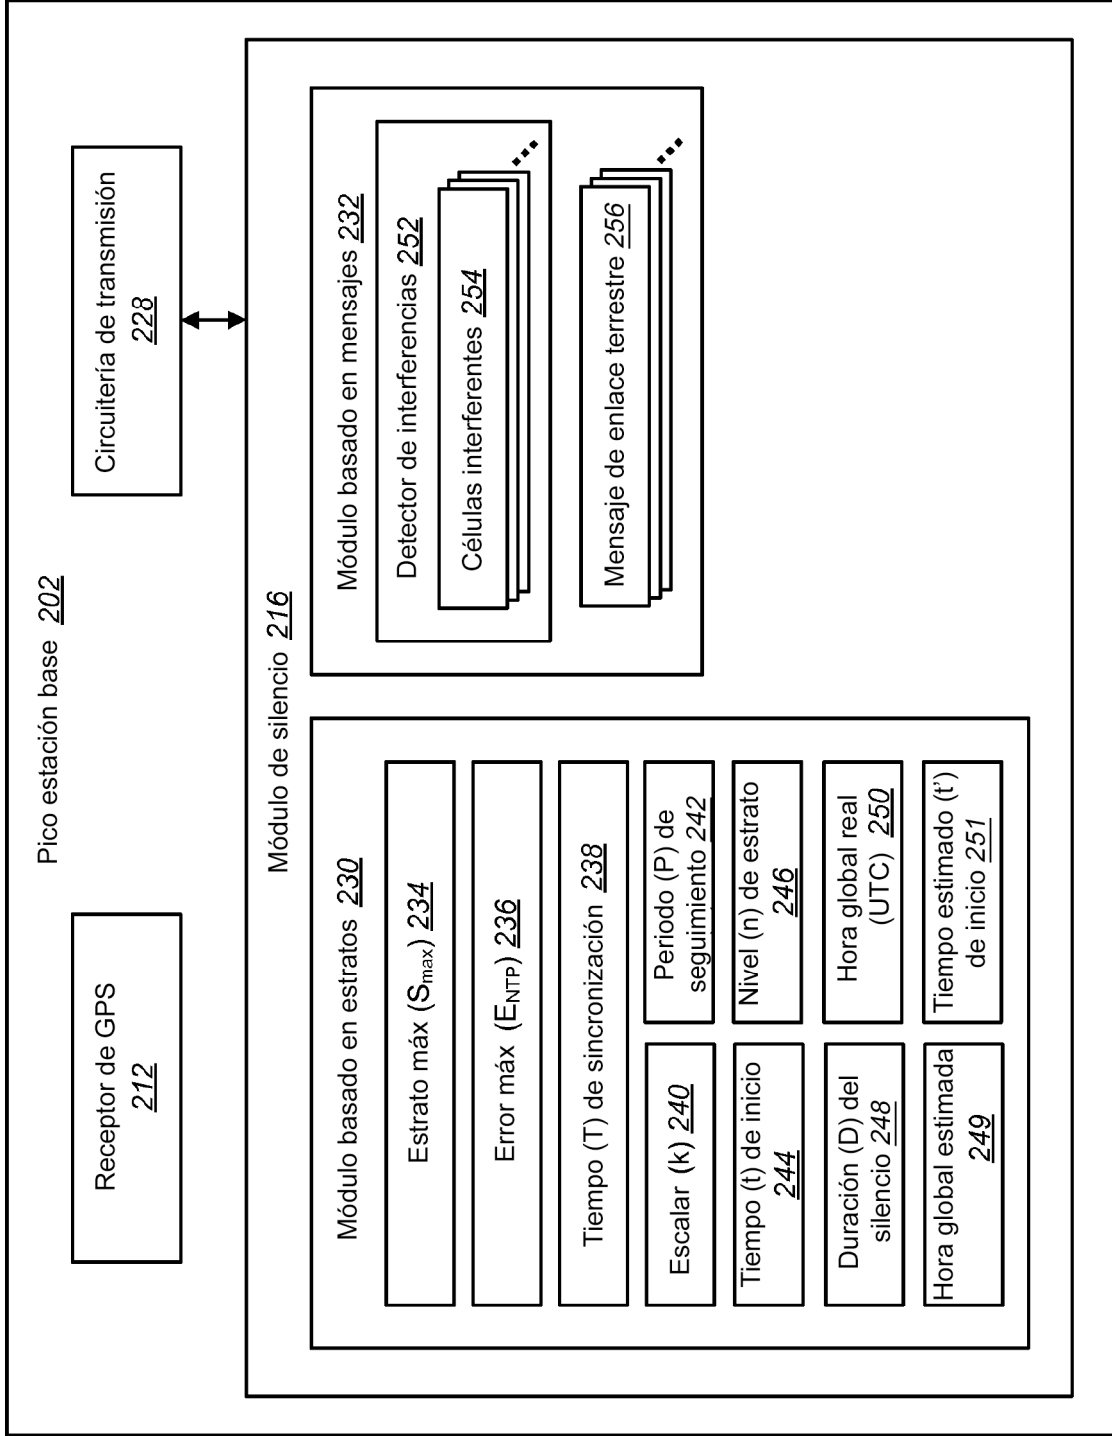 Pico estación base 202
Receptor de GPS
212
Circuitería de transmisión
228
Módulo de silencio 216
Módulo basado en estratos 230
Estrato máx (Smax) 234
Error máx (ENTP) 236
Tiempo (T) de sincronización 238
Escalar (k) 240
Periodo (P) de
seguimiento 242
Tiempo (t) de inicio
244
Nivel (n) de estrato
246
Duración (D) del
silencio 248
Hora global real
(UTC) 250
Hora global estimada
249
Tiempo estimado (t’)
de inicio 251
Módulo basado en mensajes 232
Detector de interferencias 252
Células interferentes 254
Mensaje de enlace terrestre 256